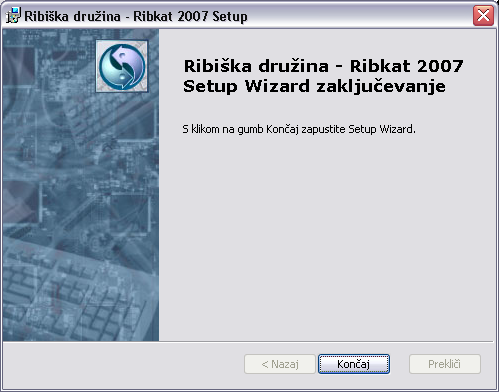 Ribiška družina - Ribkat 2007 Setup
Ribiška družina - Ribkat 2007
Setup Wizard zaključevanje
S klikom na gumb Končaj zapustite Setup Wizard.
< Nazaj
Končaj
Prekliči